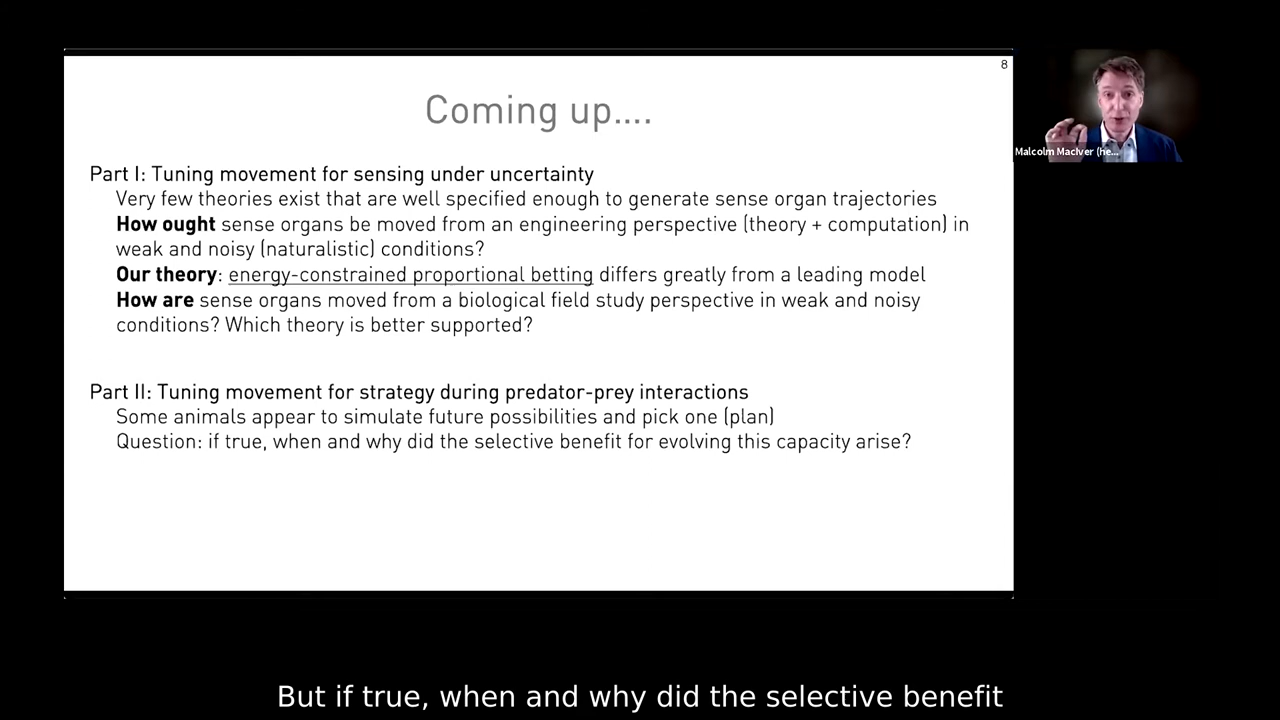 8
Coming up....
Part I: Tuning movement for sensing under uncertainty
Very few theories exist that are well specified enough to generate sense organ trajectories
How ought sense organs be moved from an engineering perspective (theory + computation) in
weak and noisy (naturalistic) conditions?
Our theory: energy-constrained proportional betting differs greatly from a leading model
How are sense organs moved from a biological field study perspective in weak and noisy
conditions? Which theory is better supported?
Part II: Tuning movement for strategy during predator-prey interactions
Some animals appear to simulate future possibilities and pick one (plan)
Question: if true, when and why did the selective benefit for evolving this capacity arise?
Malcolm MacIver (he...
But if true, when and why did the selective benefit